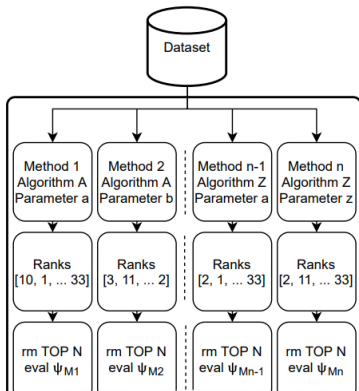 Dataset
Method 1
Algorithm A
Parameter a
Method 2
Algorithm A
Parameter b
Method n-1
Algorithm Z
Parameter a
Method n
Algorithm Z
Parameter z
Ranks
[10, 1, ... 33]
Ranks
[3, 11, ... 2]
Ranks
[2, 1, ... 33]
Ranks
[2, 11, ... 33]
rm TOP N
eval ψM1
rm TOP N
eval ψM2
rm TOP N
eval ψMn-1
rm TOP N
eval ψMn